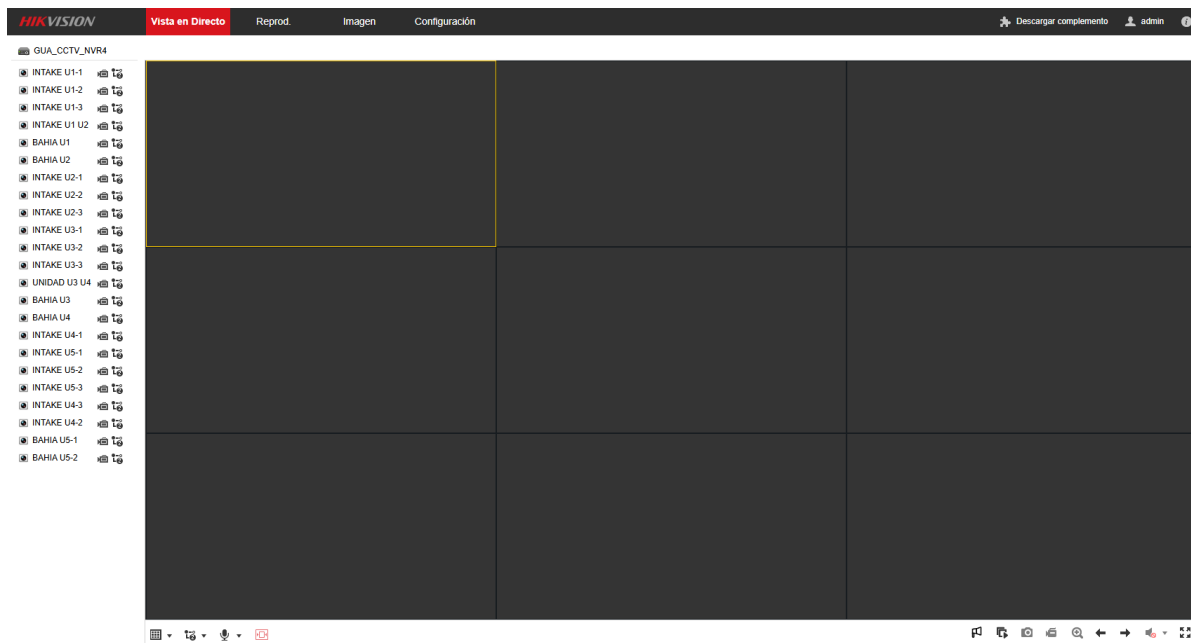 HIKVISION Vista en Directo Reprod. Imagen Configuración Descargar complemento admin
GUA_CCTV_NVR4
INTAKE U1-1
INTAKE U1-2
INTAKE U1-3
INTAKE U1 U2
BAHIA U1
BAHIA U2
INTAKE U2-1
INTAKE U2-2
INTAKE U2-3
INTAKE U3-1
INTAKE U3-2
INTAKE U3-3
UNIDAD U3 U4
BAHIA U3
BAHIA U4
INTAKE U4-1
INTAKE U5-1
INTAKE U5-2
INTAKE U5-3
INTAKE U4-3
INTAKE U4-2
BAHIA U5-1
BAHIA U5-2